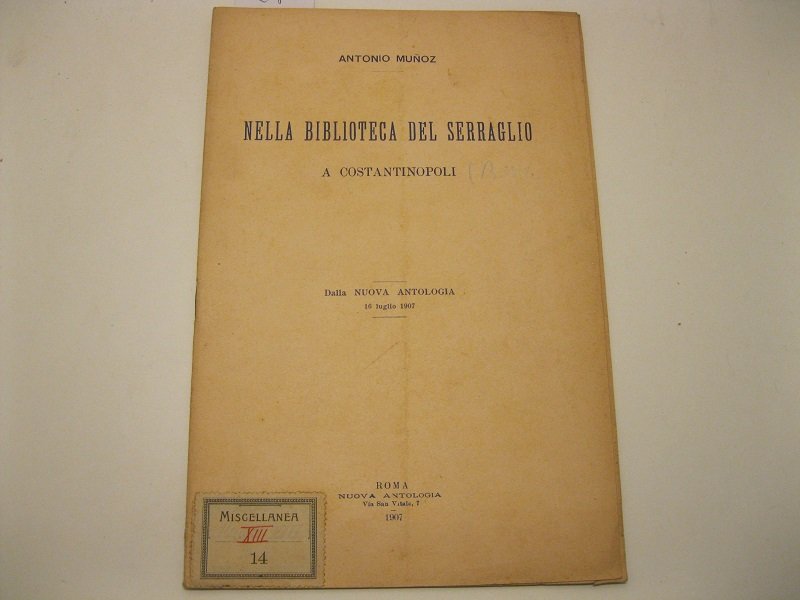 ANTONIO MUÑOZ
NELLA BIBLIOTECA DEL SERRAGLIO
A COSTANTINOPOLI
Dalla NUOVA ANTOLOGIA
16 luglio 1907
ROMA
NUOVA ANTOLOGIA
Via San Vitale, 7
1907
MISCELLANEA
XIII
14